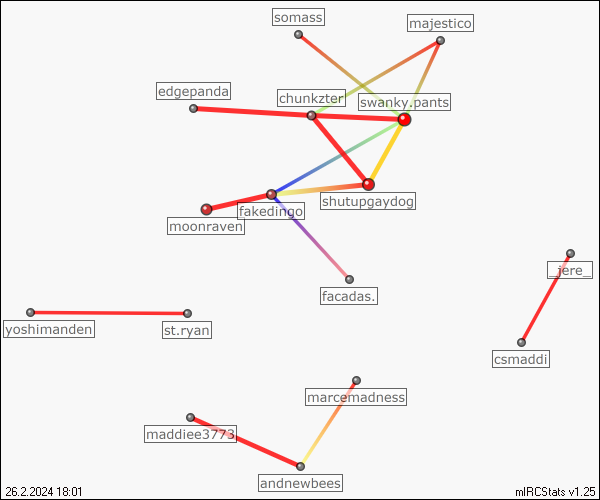 somass
majestico
edgepanda
chunkzter
swanky.pants
shutupgaydog
fakedingo
moonraven
_jere_
facadas.
yoshimanden
st.ryan
csmaddi
marcemadness
maddiee3773
andnewbees
26.2.2024 18:01
mIRCStats v1.25